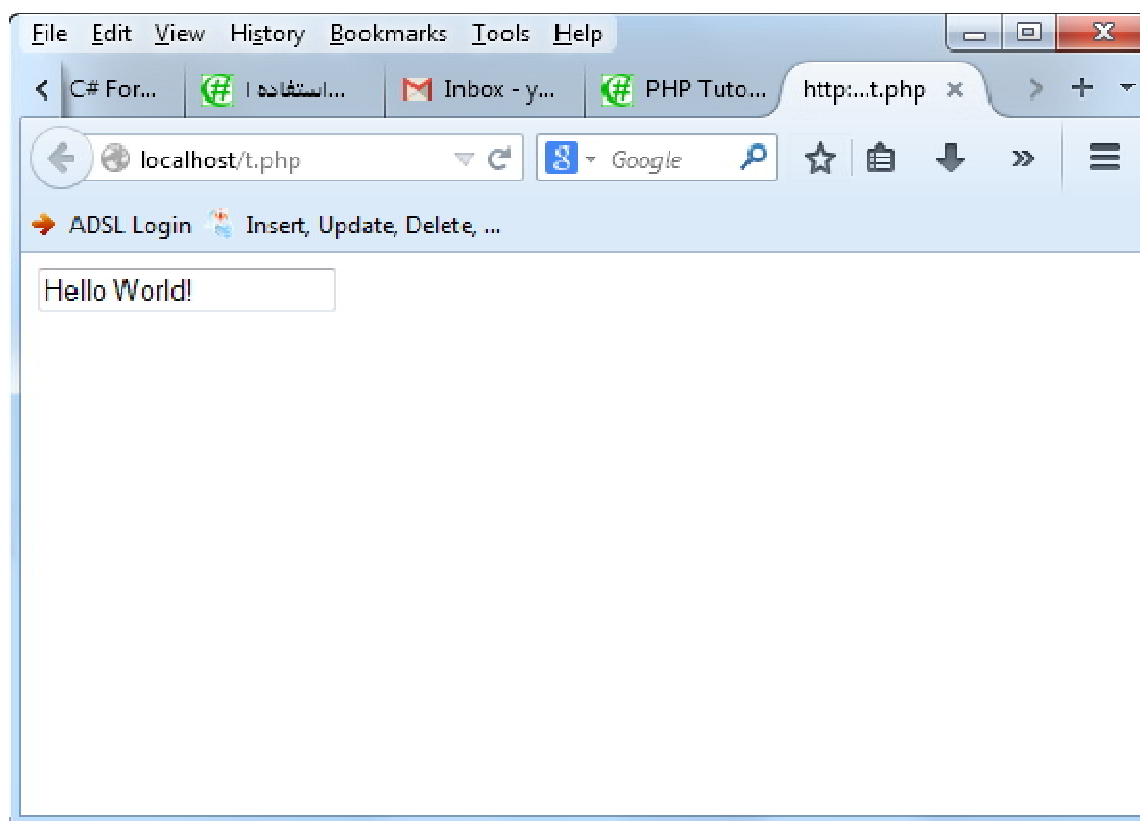 File Edit View History Bookmarks Tools Help
C# For... استفاده ا... Inbox - y... PHP Tuto... http:...t.php
localhost/t.php Google
ADSL Login Insert, Update, Delete, ...
Hello World!